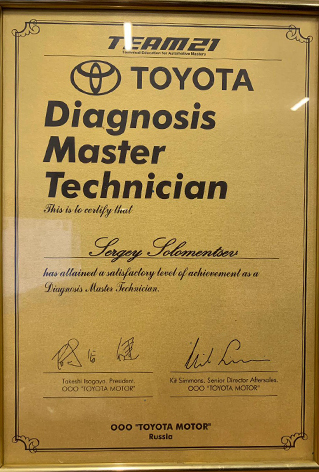 TEAM21
Technical Education for Automotive Masters
TOYOTA
Diagnosis
Master
Technician
This is to certify that
Sergey Solomentsev
has attained a satisfactory level of achievement as a
Diagnosis Master Technician.
Takeshi Isogaya. President.
OOO "TOYOTA MOTOR"
Kit Simmons. Senior Director Aftersales.
OOO "TOYOTA MOTOR"
OOO "TOYOTA MOTOR"
Russia